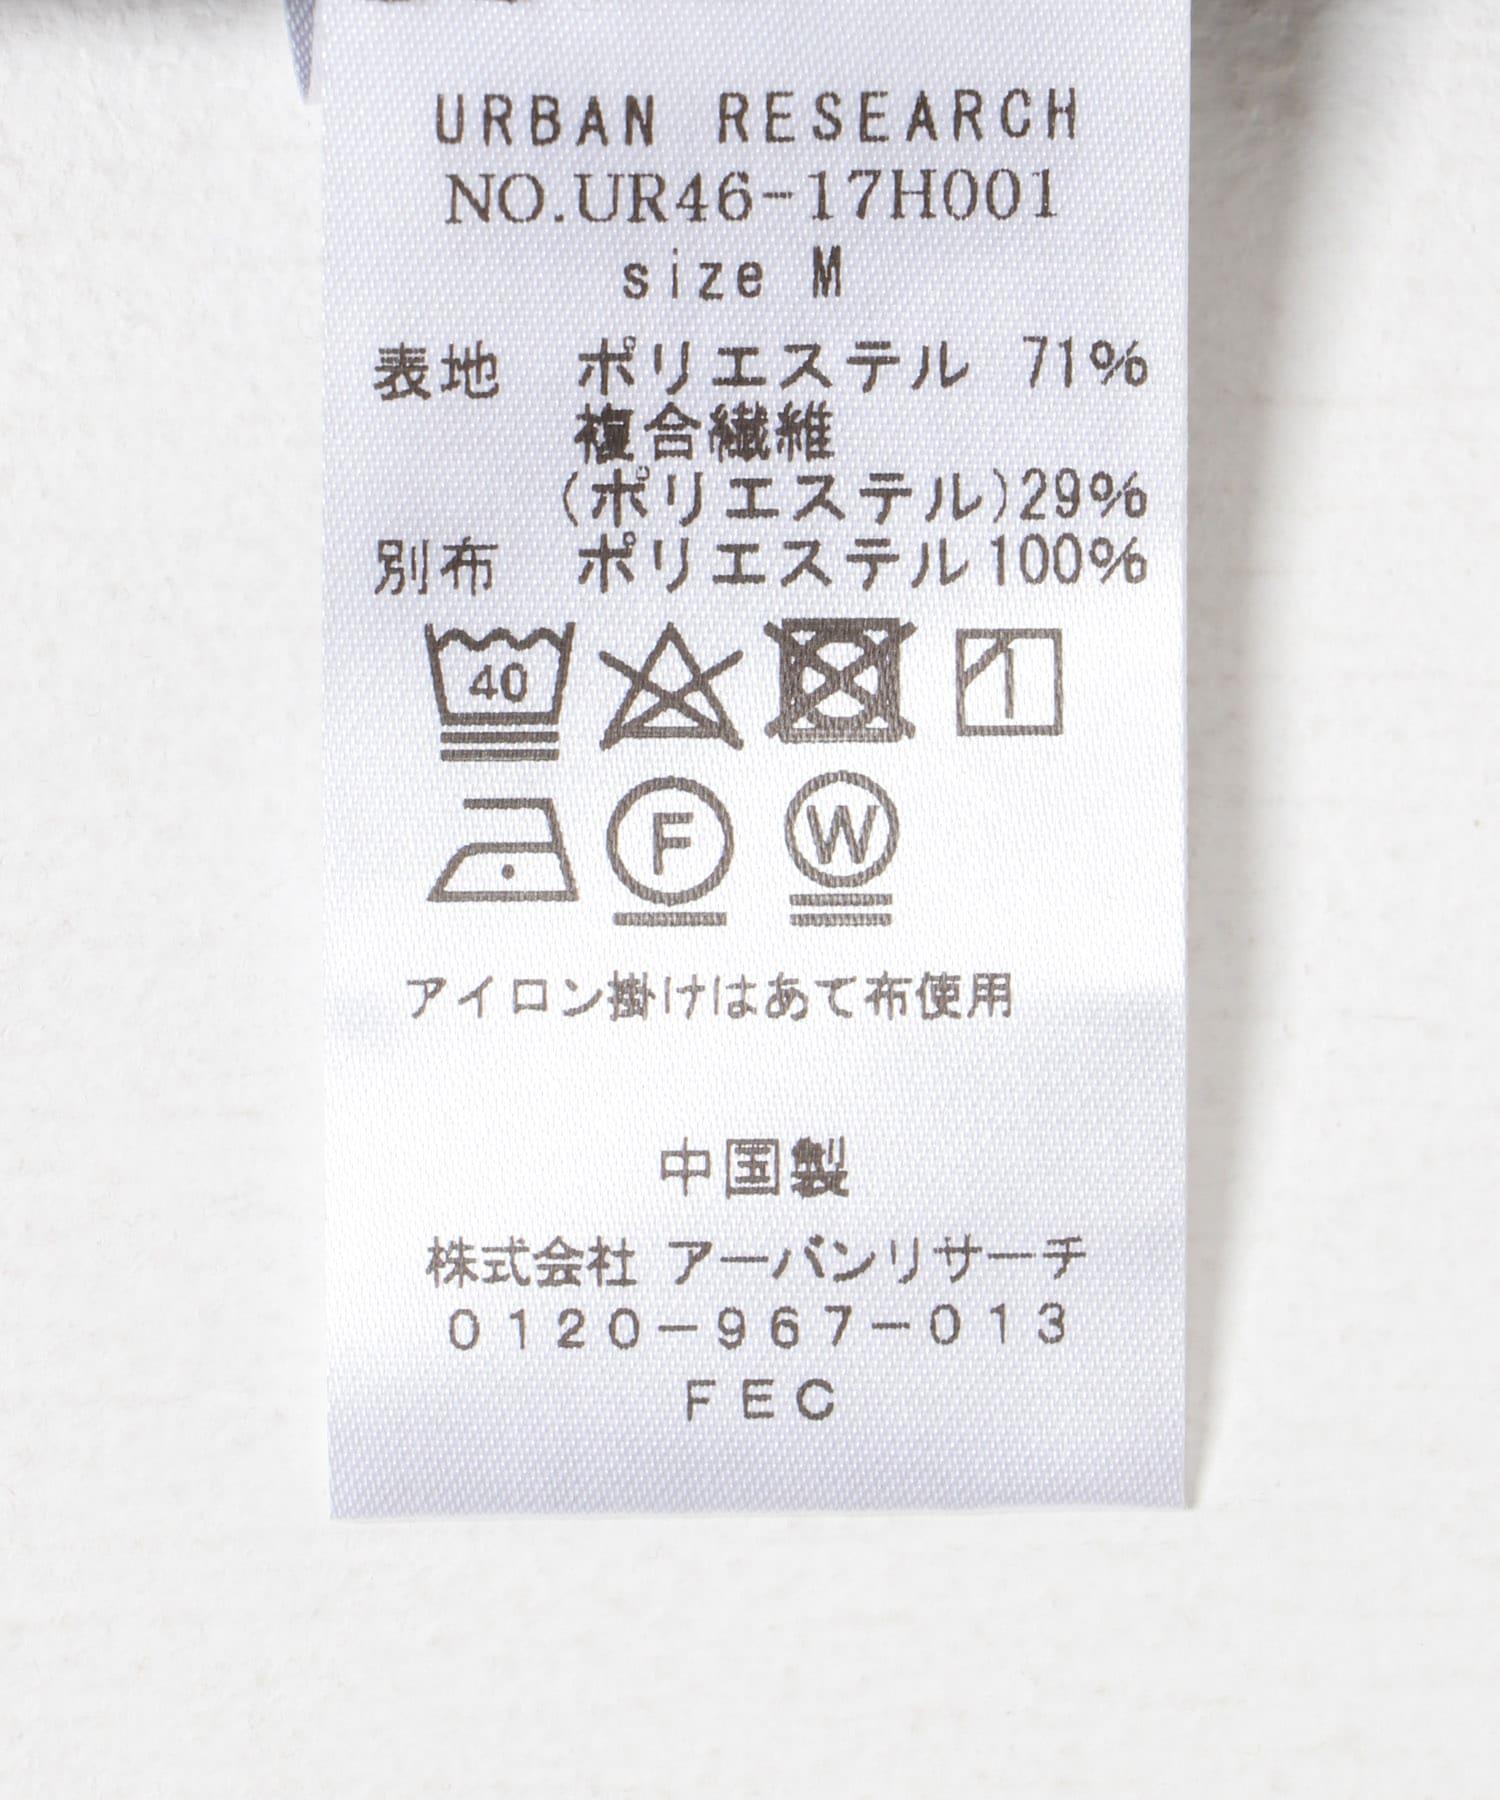 URBAN RESEARCH
NO.UR46-17H001
size M
表地 ポリエステル 71%
複合繊維
(ポリエステル)29%
別布 ポリエステル100%
40
F W
アイロン掛けはあて布使用
中国製
株式会社 アーバンリサーチ
0120-967-013
FEC